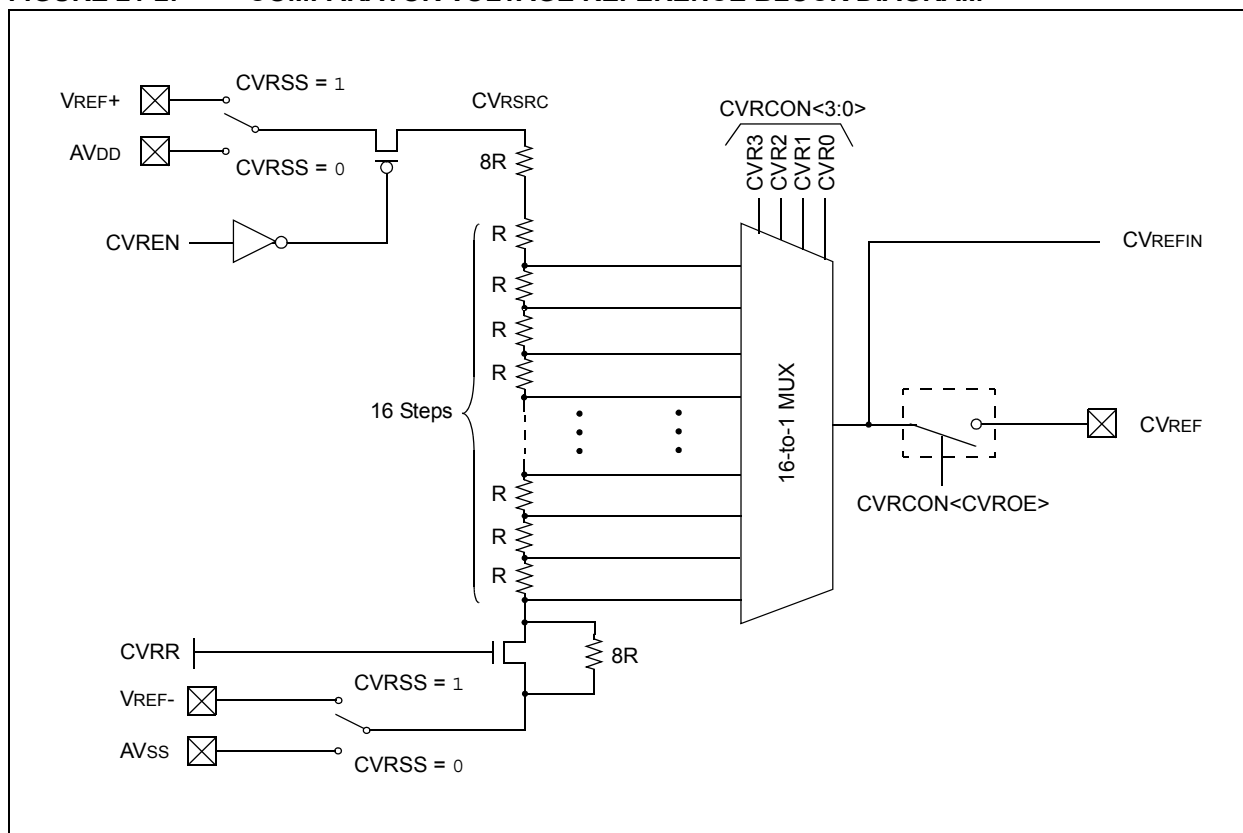 VREF+
CVRSS = 1
AVDD
CVRSS = 0
CVREN
CVRSRC
8R
R
R
R
R
16 Steps
R
R
R
CVRCON<3:0>
CVR3
CVR2
CVR1
CVR0
16-to-1 MUX
CVREFIN
CVREF
CVRCON<CVROE>
CVRR
8R
VREF-
CVRSS = 1
AVSS
CVRSS = 0